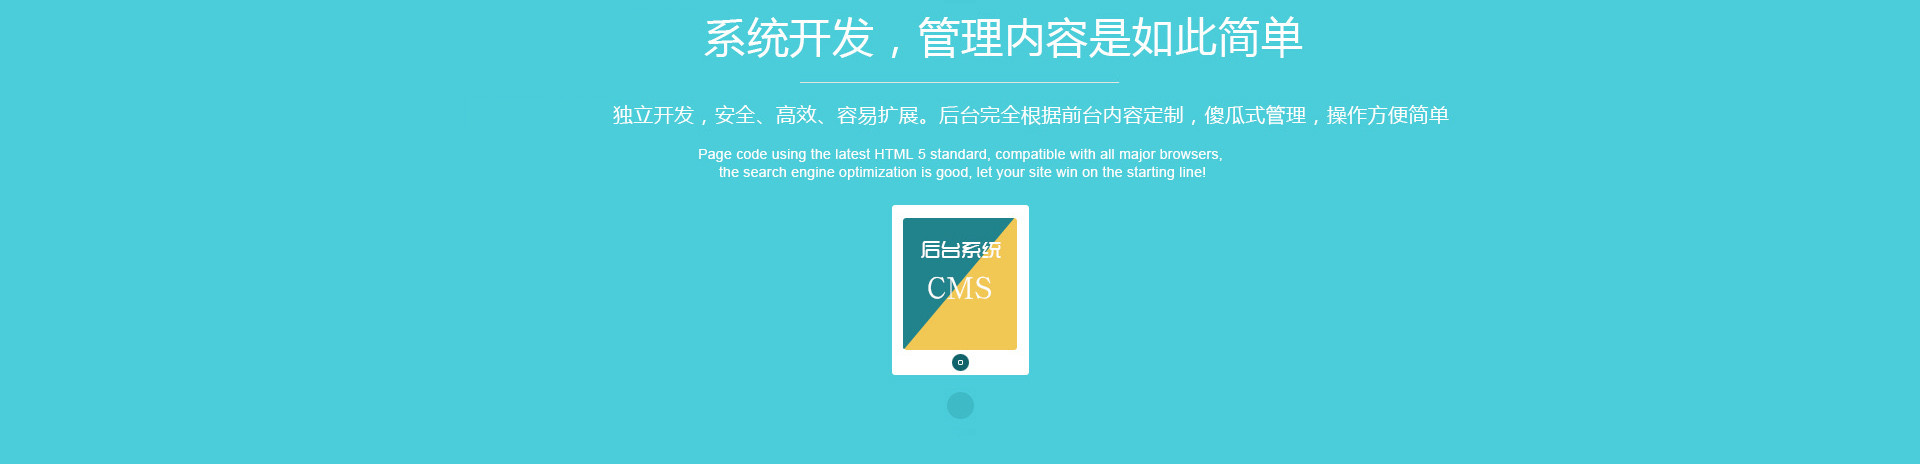 系统开发，管理内容是如此简单
独立开发，安全、高效、容易扩展。后台完全根据前台内容定制，傻瓜式管理，操作方便简单
Page code using the latest HTML 5 standard, compatible with all major browsers,
the search engine optimization is good, let your site win on the starting line!
后台系统
CMS